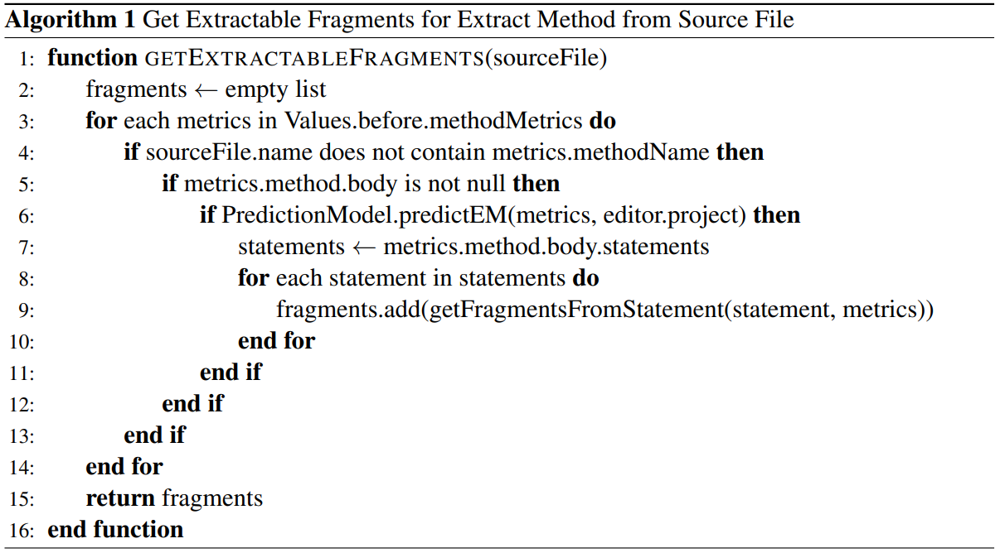 Algorithm 1 Get Extractable Fragments for Extract Method from Source File
1: function GETEXTRACTABLEFRAGMENTS(sourceFile)
2: fragments ← empty list
3: for each metrics in Values.before.methodMetrics do
4: if sourceFile.name does not contain metrics.methodName then
5: if metrics.method.body is not null then
6: if PredictionModel.predictEM(metrics, editor.project) then
7: statements ← metrics.method.body.statements
8: for each statement in statements do
9: fragments.add(getFragmentsFromStatement(statement, metrics))
10: end for
11: end if
12: end if
13: end if
14: end for
15: return fragments
16: end function